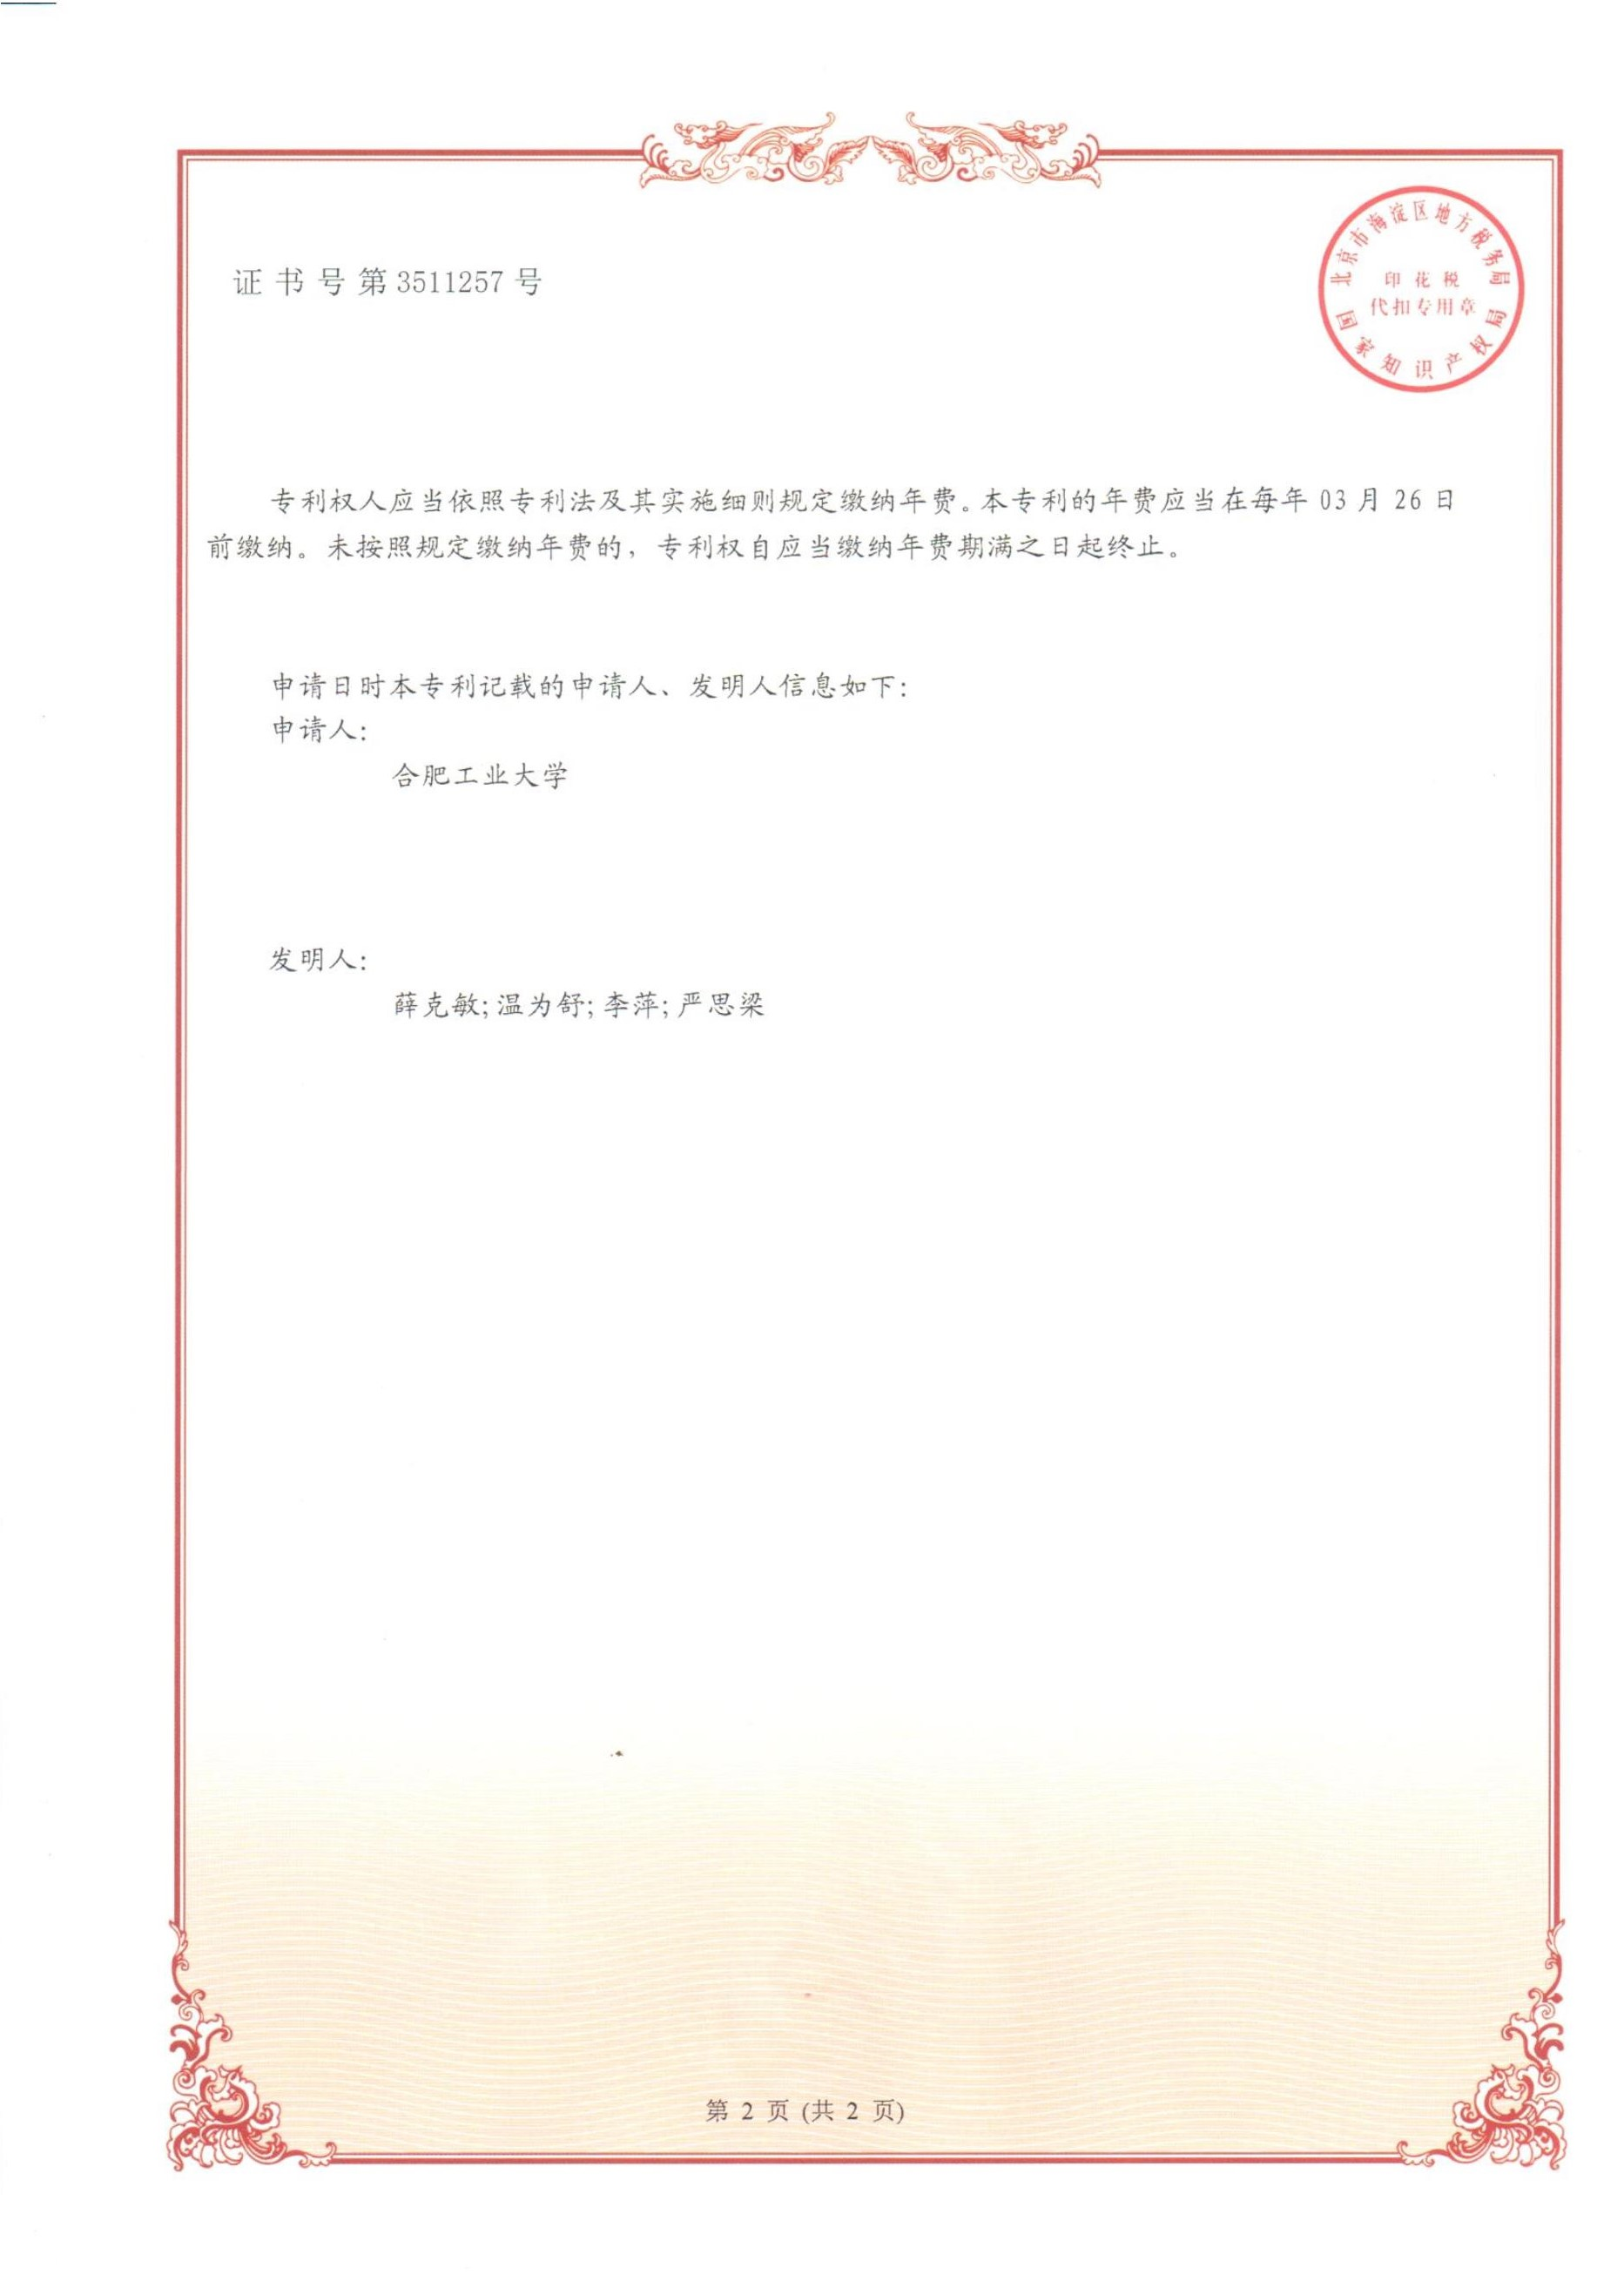 证书号第3511257号
北京市海淀区地方税务局
印花税
代扣专用章
国家知识产权局
专利权人应当依照专利法及其实施细则规定缴纳年费。本专利的年费应当在每年 03 月 26 日
前缴纳。未按照规定缴纳年费的，专利权自应当缴纳年费期满之日起终止。
申请日时本专利记载的申请人、发明人信息如下：
申请人：
合肥工业大学
发明人：
薛克敏;温为舒;李萍;严思梁
第 2 页 (共 2 页)